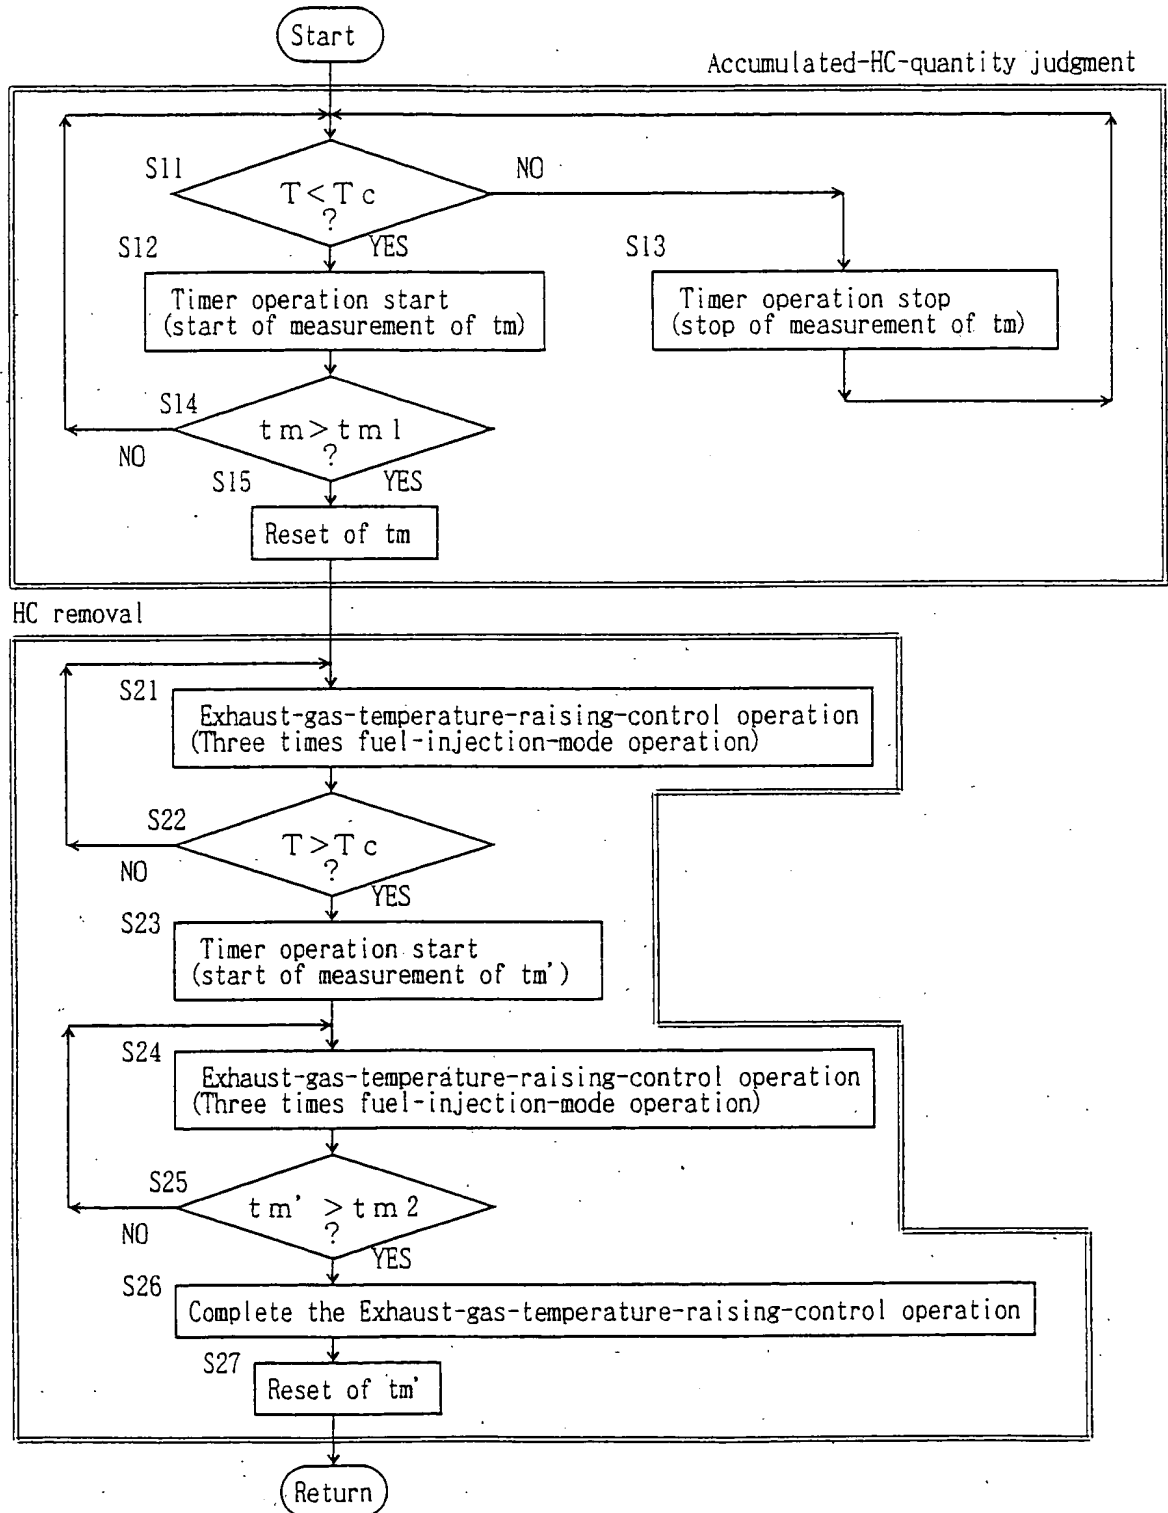 Start
Accumulated-HC-quantity judgment
S11
T<Tc
?
NO
YES
S12
Timer operation start
(start of measurement of tm)
S13
Timer operation stop
(stop of measurement of tm)
S14
tm>tm1
?
NO
YES
S15
Reset of tm
HC removal
S21
Exhaust-gas-temperature-raising-control operation
(Three times fuel-injection-mode operation)
S22
T>Tc
?
NO
YES
S23
Timer operation start
(start of measurement of tm')
S24
Exhaust-gas-temperature-raising-control operation
(Three times fuel-injection-mode operation)
S25
tm' >tm2
?
NO
YES
S26
Complete the Exhaust-gas-temperature-raising-control operation
S27
Reset of tm'
Return